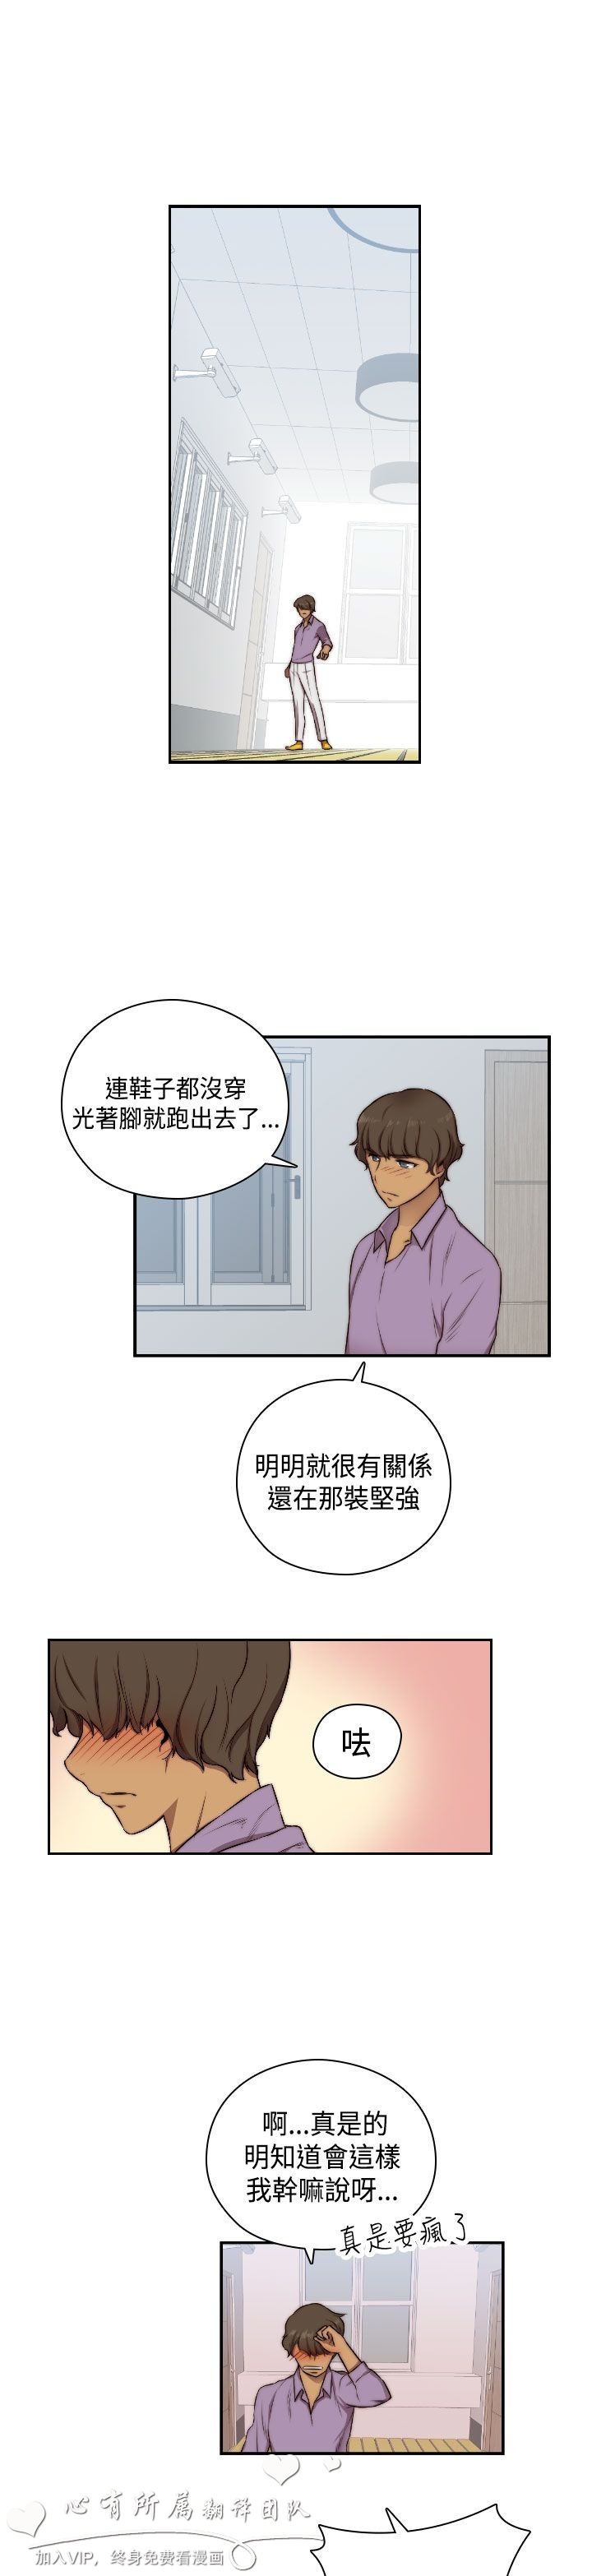 連鞋子都沒穿
光著腳就跑出去了...
明明就很有關係
還在那裝堅強
呿
啊...真是的
明知道會這樣
我幹嘛說呀...
真是要瘋了
心有所属翻译团队
加入VIP，终身免费看漫画